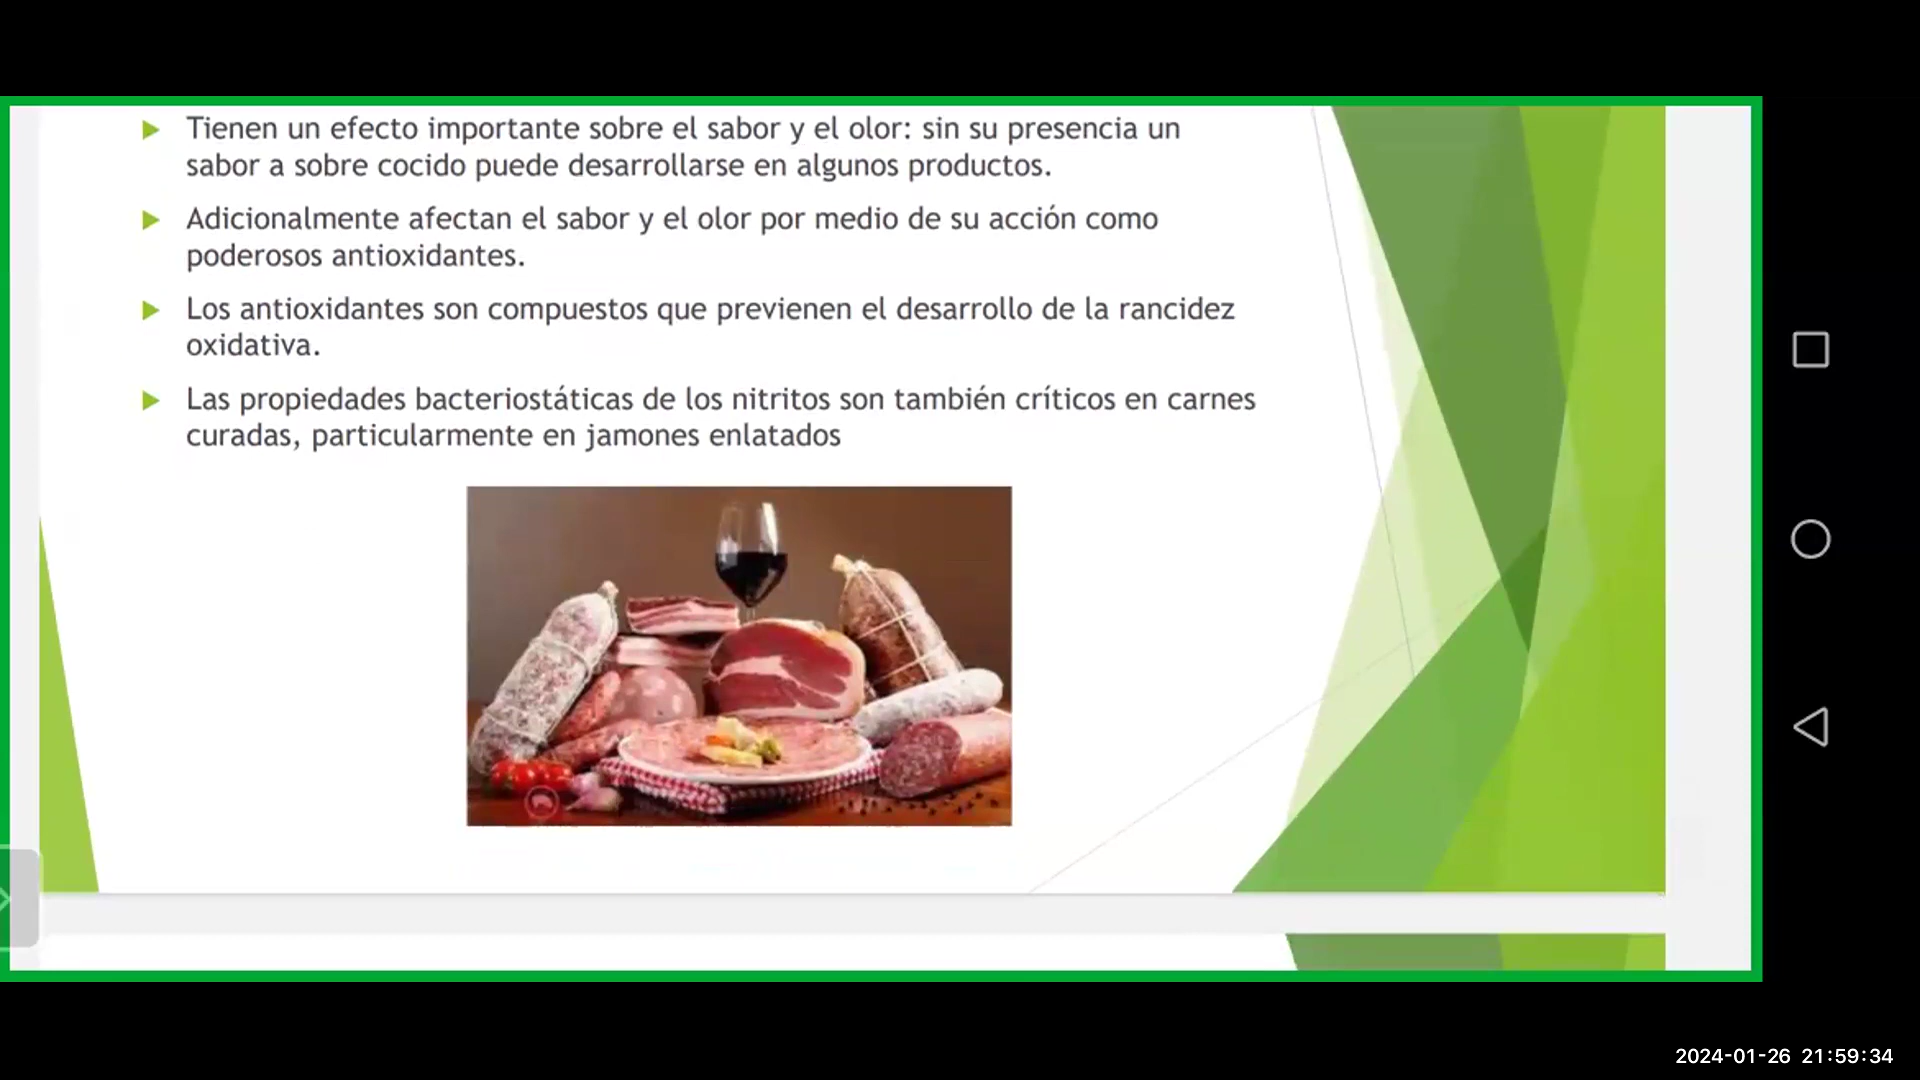 Tienen un efecto importante sobre el sabor y el olor: sin su presencia un
sabor a sobre cocido puede desarrollarse en algunos productos.
Adicionalmente afectan el sabor y el olor por medio de su acción como
poderosos antioxidantes.
Los antioxidantes son compuestos que previenen el desarrollo de la rancidez
oxidativa.
Las propiedades bacteriostáticas de los nitritos son también críticos en carnes
curadas, particularmente en jamones enlatados
2024-01-26 21:59:34